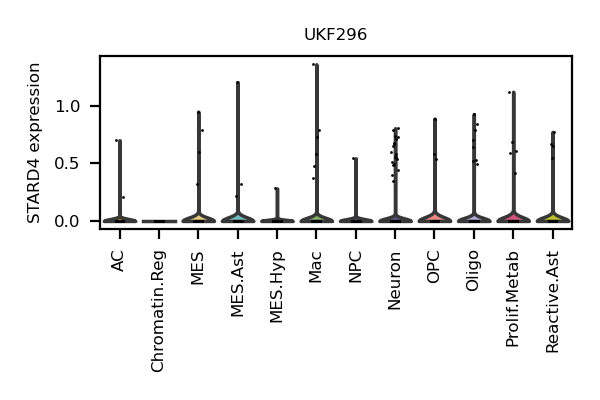 UKF296
STARD4 expression
1.0
0.5
0.0
AC
Chromatin.Reg
MES
MES.Ast
MES.Hyp
Mac
NPC
Neuron
OPC
Oligo
Prolif.Metab
Reactive.Ast